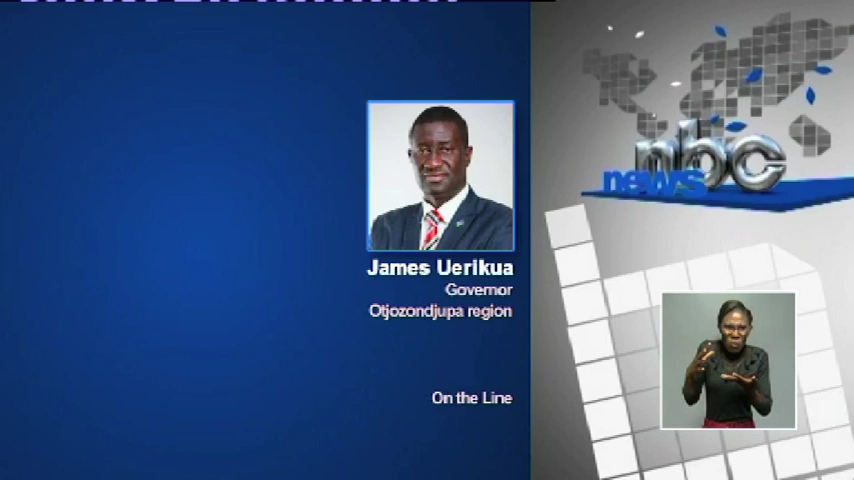 nbc
news
James Uerikua
Governor
Otjozondjupa region
On the Line